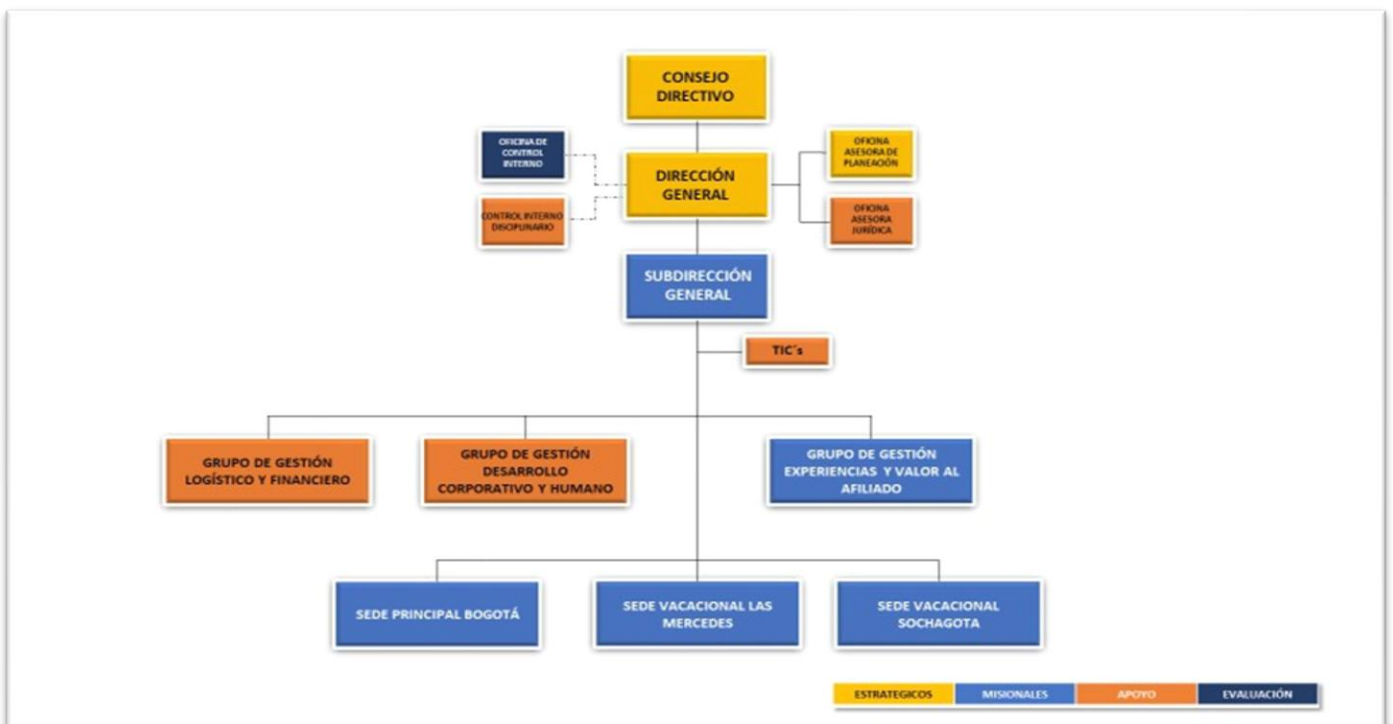 CONSEJO
DIRECTIVO
OFICINA DE
CONTROL
INTERNO
DIRECCIÓN
GENERAL
OFICINA
ASESORA DE
PLANEACIÓN
CONTROL INTERNO
DISCIPLINARIO
OFICINA
ASESORA
JURÍDICA
SUBDIRECCIÓN
GENERAL
TIC´s
GRUPO DE GESTIÓN
LOGÍSTICO Y FINANCIERO
GRUPO DE GESTIÓN
DESARROLLO
CORPORATIVO Y HUMANO
GRUPO DE GESTIÓN
EXPERIENCIAS Y VALOR AL
AFILIADO
SEDE PRINCIPAL BOGOTÁ
SEDE VACACIONAL LAS
MERCEDES
SEDE VACACIONAL
SOCHAGOTA
ESTRATEGICOS MISIONALES APOYO EVALUACIÓN